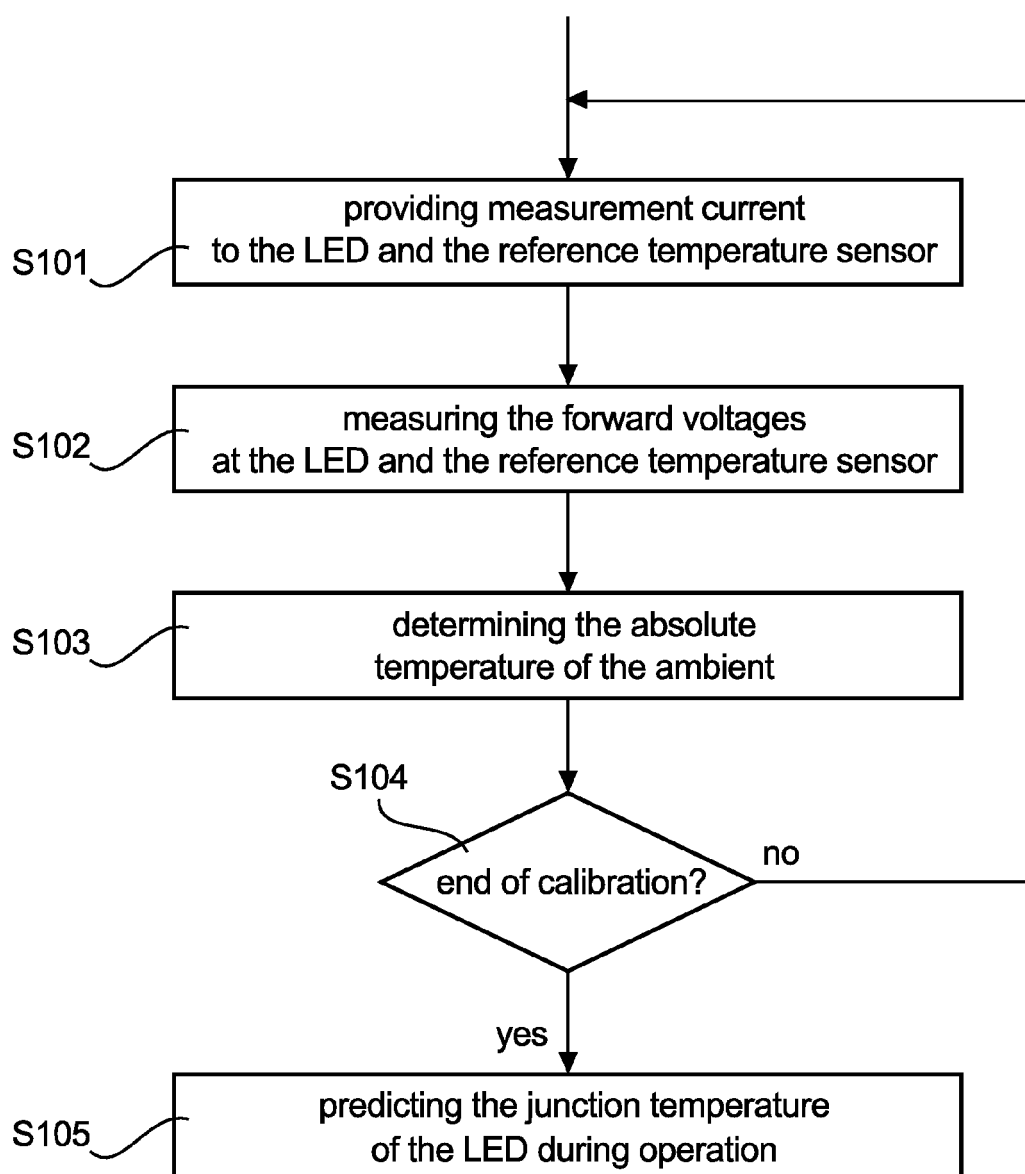 providing measurement current
to the LED and the reference temperature sensor
S101
measuring the forward voltages
at the LED and the reference temperature sensor
S102
determining the absolute
temperature of the ambient
S103
S104
end of calibration?
no
yes
predicting the junction temperature
of the LED during operation
S105